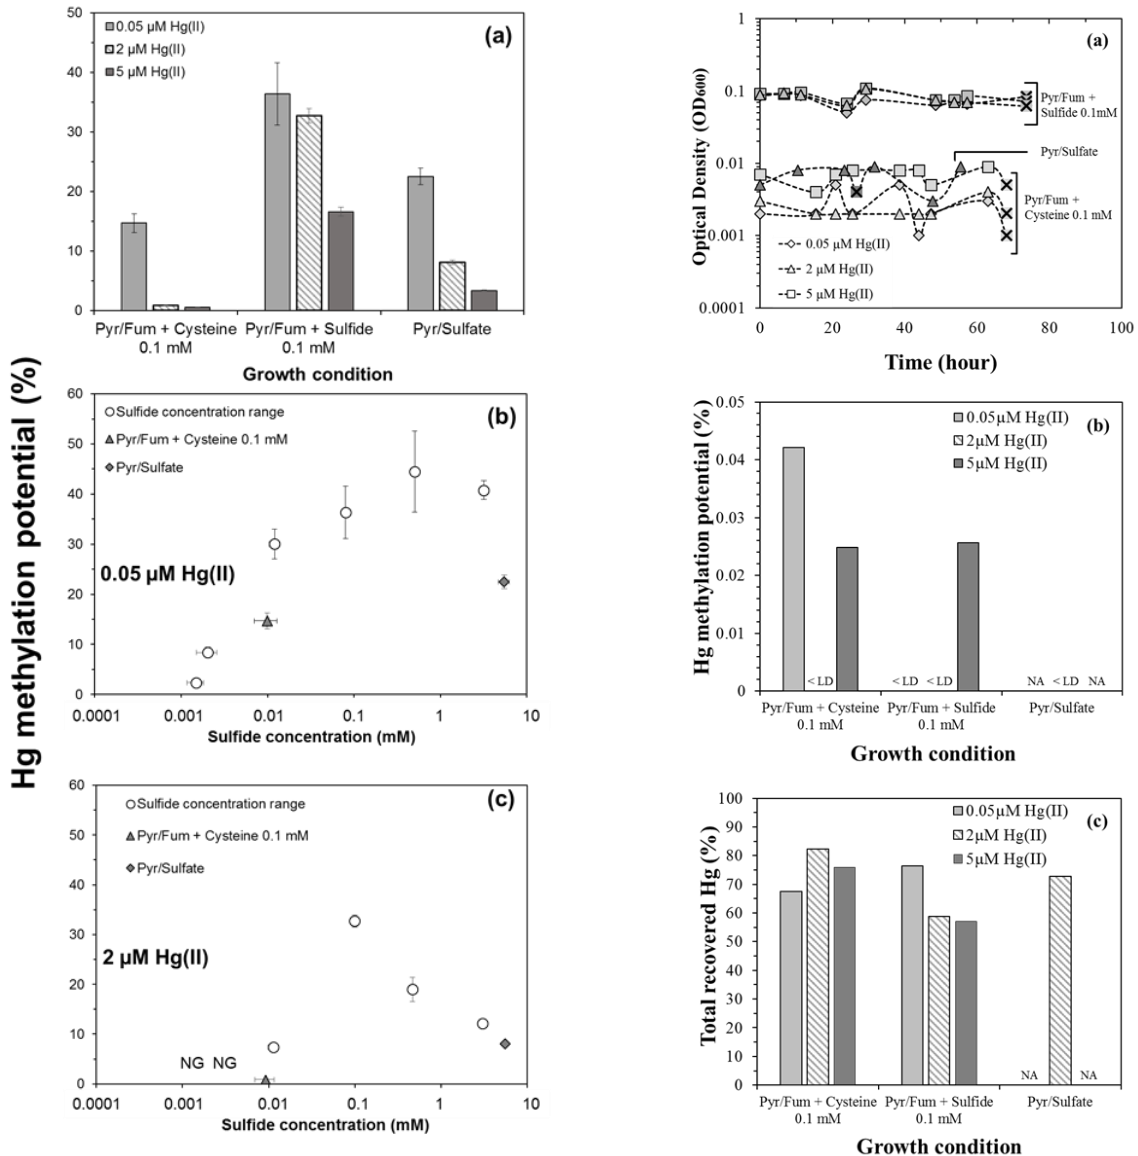 Hg methylation potential (%)
50
40
30
20
10
0
0.05 µM Hg(II)
2 µM Hg(II)
5 µM Hg(II)
(a)
Pyr/Fum + Cysteine
0.1 mM
Pyr/Fum + Sulfide
0.1 mM
Pyr/Sulfate
Growth condition
60
50
40
30
20
10
0
Sulfide concentration range
Pyr/Fum + Cysteine 0.1 mM
Pyr/Sulfate
(b)
0.05 µM Hg(II)
0.0001 0.001 0.01 0.1 1 10
Sulfide concentration (mM)
60
50
40
30
20
10
0
Sulfide concentration range
Pyr/Fum + Cysteine 0.1 mM
Pyr/Sulfate
(c)
2 µM Hg(II)
NG NG
0.0001 0.001 0.01 0.1 1 10
Sulfide concentration (mM)
Optical Density (OD600)
1
0.1
0.01
0.001
0.0001
(a)
Pyr/Fum +
Sulfide 0.1mM
Pyr/Sulfate
Pyr/Fum +
Cysteine 0.1 mM
0.05 µM Hg(II)
2 µM Hg(II)
5 µM Hg(II)
0 20 40 60 80 100
Time (hour)
Hg methylation potential (%)
0.05
0.04
0.03
0.02
0.01
0
0.05µM Hg(II)
2µM Hg(II)
5µM Hg(II)
(b)
< LD < LD < LD NA < LD NA
Pyr/Fum + Cysteine
0.1 mM
Pyr/Fum + Sulfide
0.1 mM
Pyr/Sulfate
Growth condition
Total recovered Hg (%)
100
90
80
70
60
50
40
30
20
10
0
0.05µM Hg(II)
2µM Hg(II)
5µM Hg(II)
(c)
NA NA
Pyr/Fum + Cysteine
0.1 mM
Pyr/Fum + Sulfide
0.1 mM
Pyr/Sulfate
Growth condition